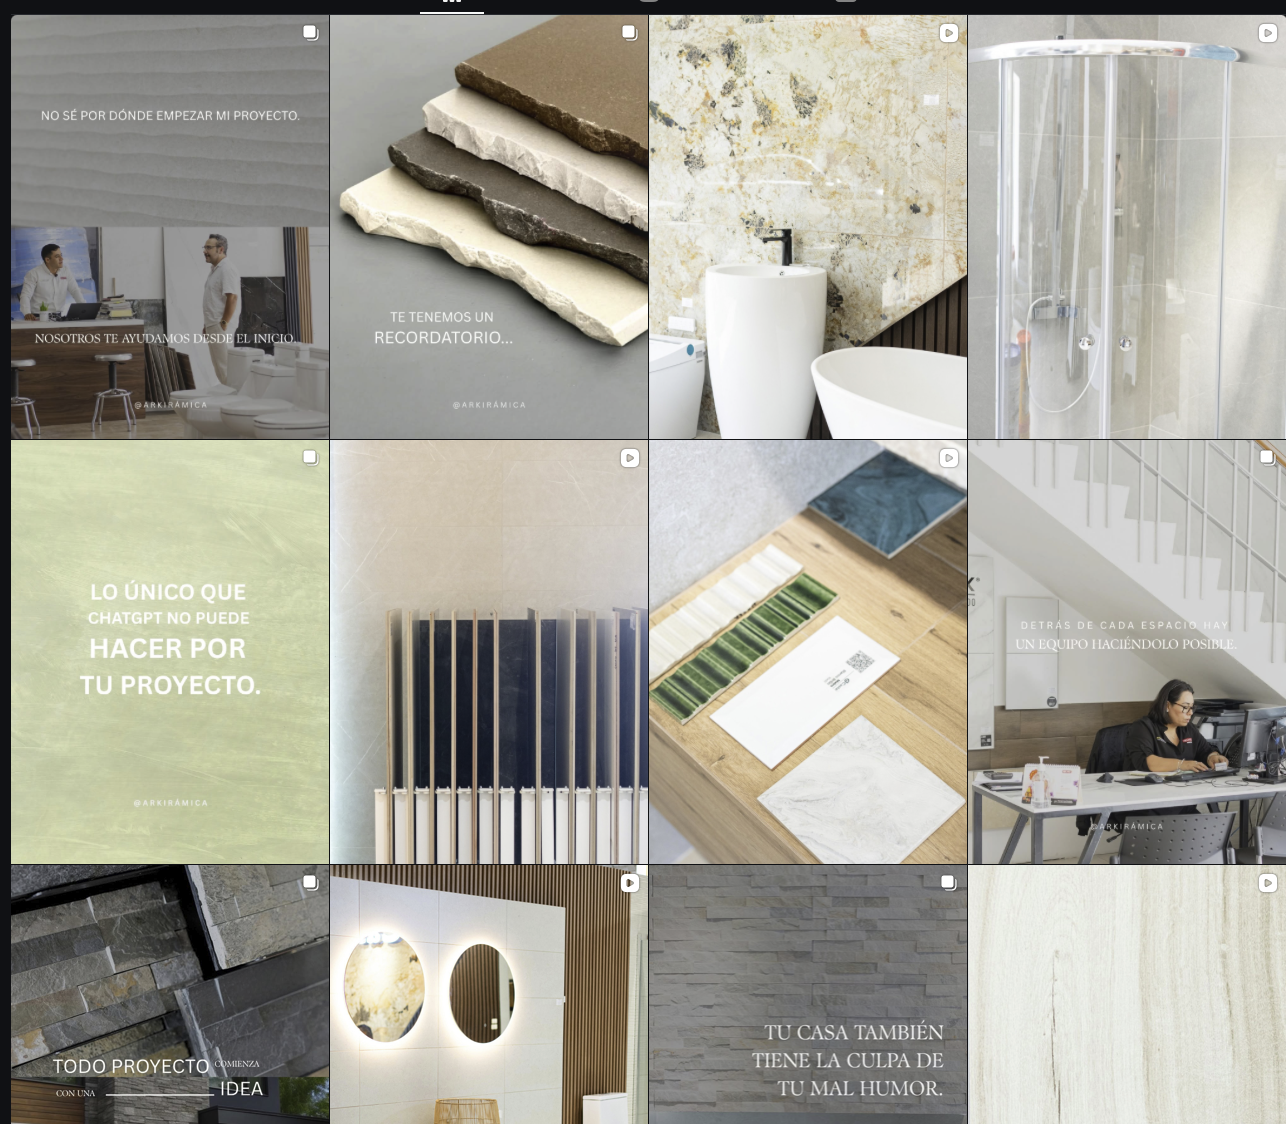 NO SÉ POR DÓNDE EMPEZAR MI PROYECTO.
NOSOTROS TE AYUDAMOS DESDE EL INICIO.
@ARKIRÁMICA
TE TENEMOS UN
RECORDATORIO...
@ARKIRÁMICA
LO ÚNICO QUE
CHATGPT NO PUEDE
HACER POR
TU PROYECTO.
@ARKIRÁMICA
DETRÁS DE CADA ESPACIO HAY
UN EQUIPO HACIÉNDOLO POSIBLE.
@ARKIRÁMICA
TODO PROYECTO COMIENZA
CON UNA IDEA
TU CASA TAMBIÉN
TIENE LA CULPA DE
TU MAL HUMOR.